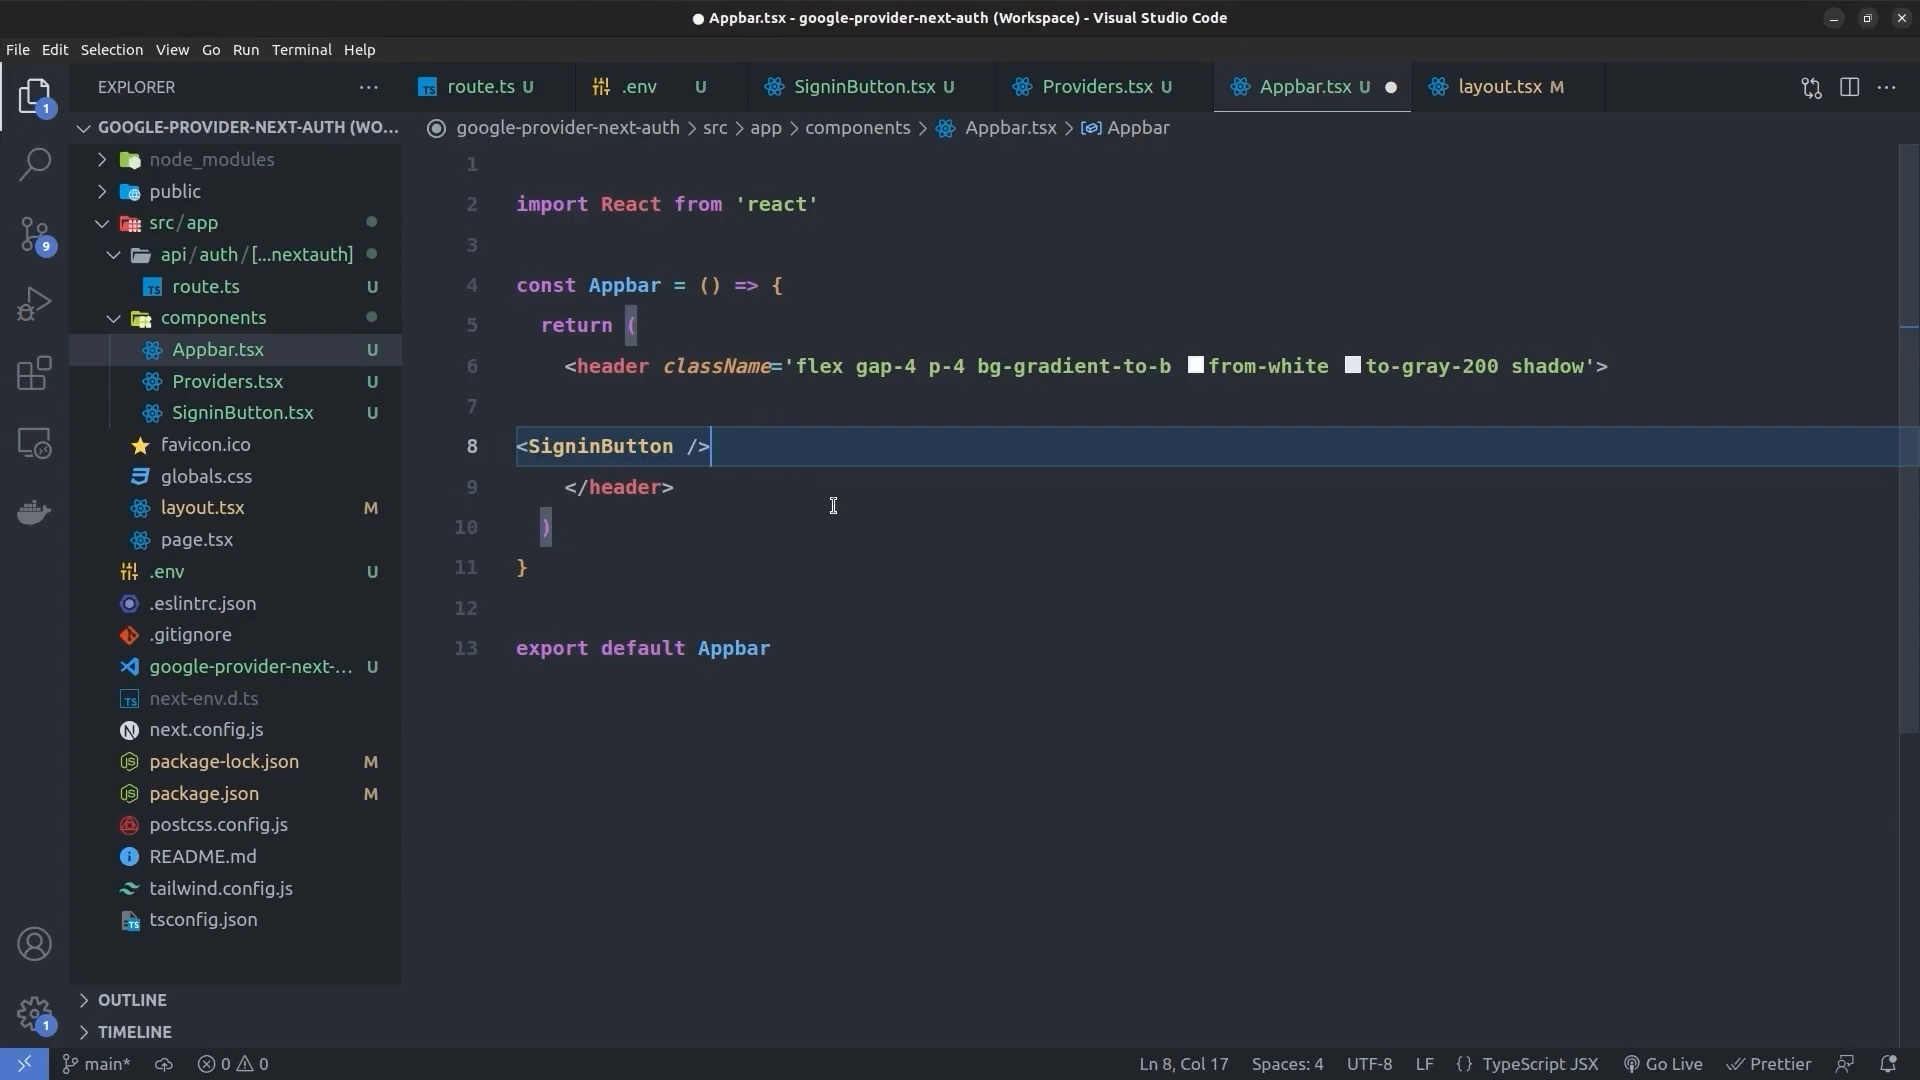 Appbar.tsx - google-provider-next-auth (Workspace) - Visual Studio Code
File Edit Selection View Go Run Terminal Help
EXPLORER
route.ts U
.env U
SigninButton.tsx U
Providers.tsx U
Appbar.tsx U
layout.tsx M
google-provider-next-auth > src > app > components > Appbar.tsx > Appbar
GOOGLE-PROVIDER-NEXT-AUTH (WO...
node_modules
public
src/app
api/auth/[...nextauth]
TS route.ts U
components
Appbar.tsx U
Providers.tsx U
SigninButton.tsx U
favicon.ico
globals.css
layout.tsx M
page.tsx
.env U
.eslintrc.json
.gitignore
google-provider-next-... U
TS next-env.d.ts
N next.config.js
package-lock.json M
package.json M
postcss.config.js
README.md
tailwind.config.js
TS tsconfig.json
OUTLINE
TIMELINE
1
9
1
1
2 import React from 'react'
3
4 const Appbar = () => {
5 return (
6 <header className='flex gap-4 p-4 bg-gradient-to-b from-white to-gray-200 shadow'>
7
8 <SigninButton />
9 </header>
10 )
11 }
12
13 export default Appbar
main* 0 0 Ln 8, Col 17 Spaces: 4 UTF-8 LF {} TypeScript JSX Go Live Prettier